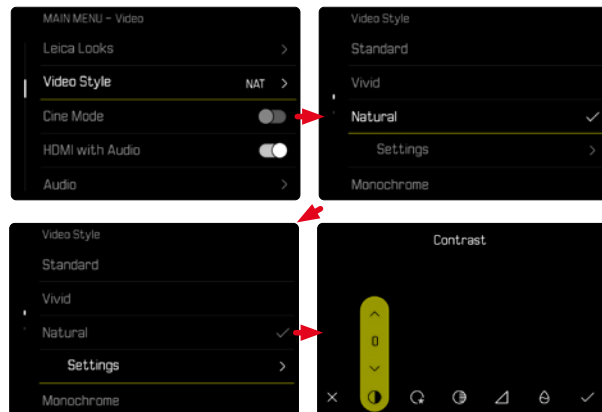 MAIN MENU - Video
Leica Looks
Video Style NAT
Cine Mode
HDMI with Audio
Audio
Video Style
Standard
Vivid
Natural
Settings
Monochrome
Video Style
Standard
Vivid
Natural
Settings
Monochrome
Contrast
0